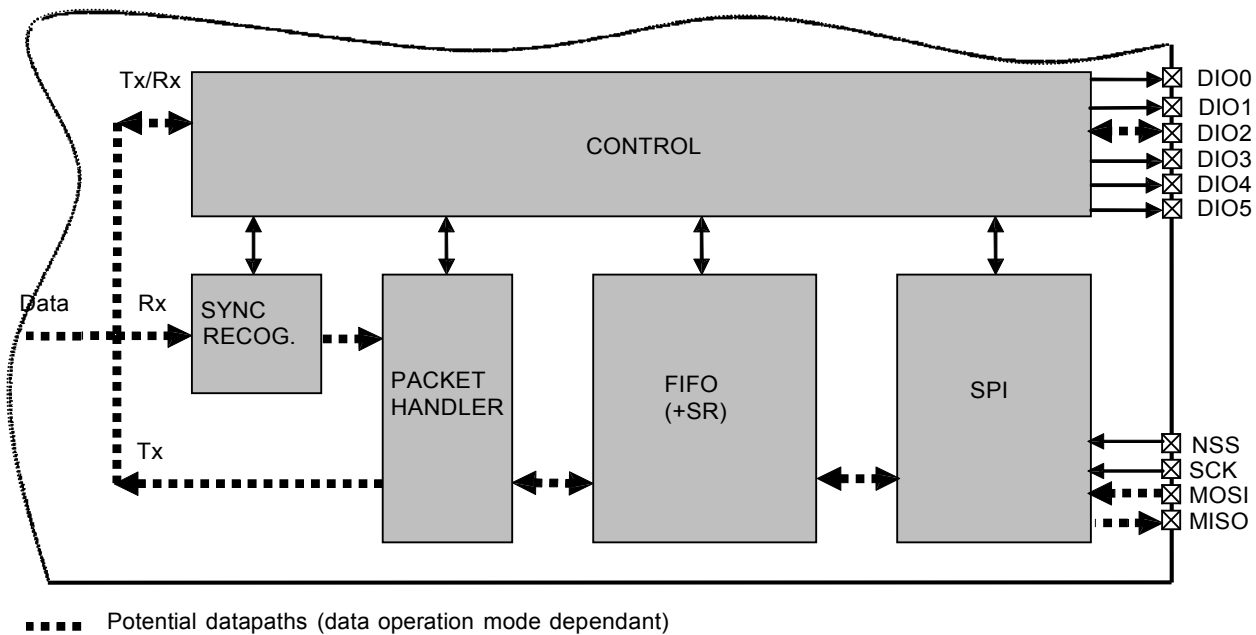 Tx/Rx
CONTROL
DIO0
DIO1
DIO2
DIO3
DIO4
DIO5
Data
Rx
SYNC
RECOG.
PACKET
HANDLER
FIFO
(+SR)
SPI
Tx
NSS
SCK
MOSI
MISO
Potential datapaths (data operation mode dependant)